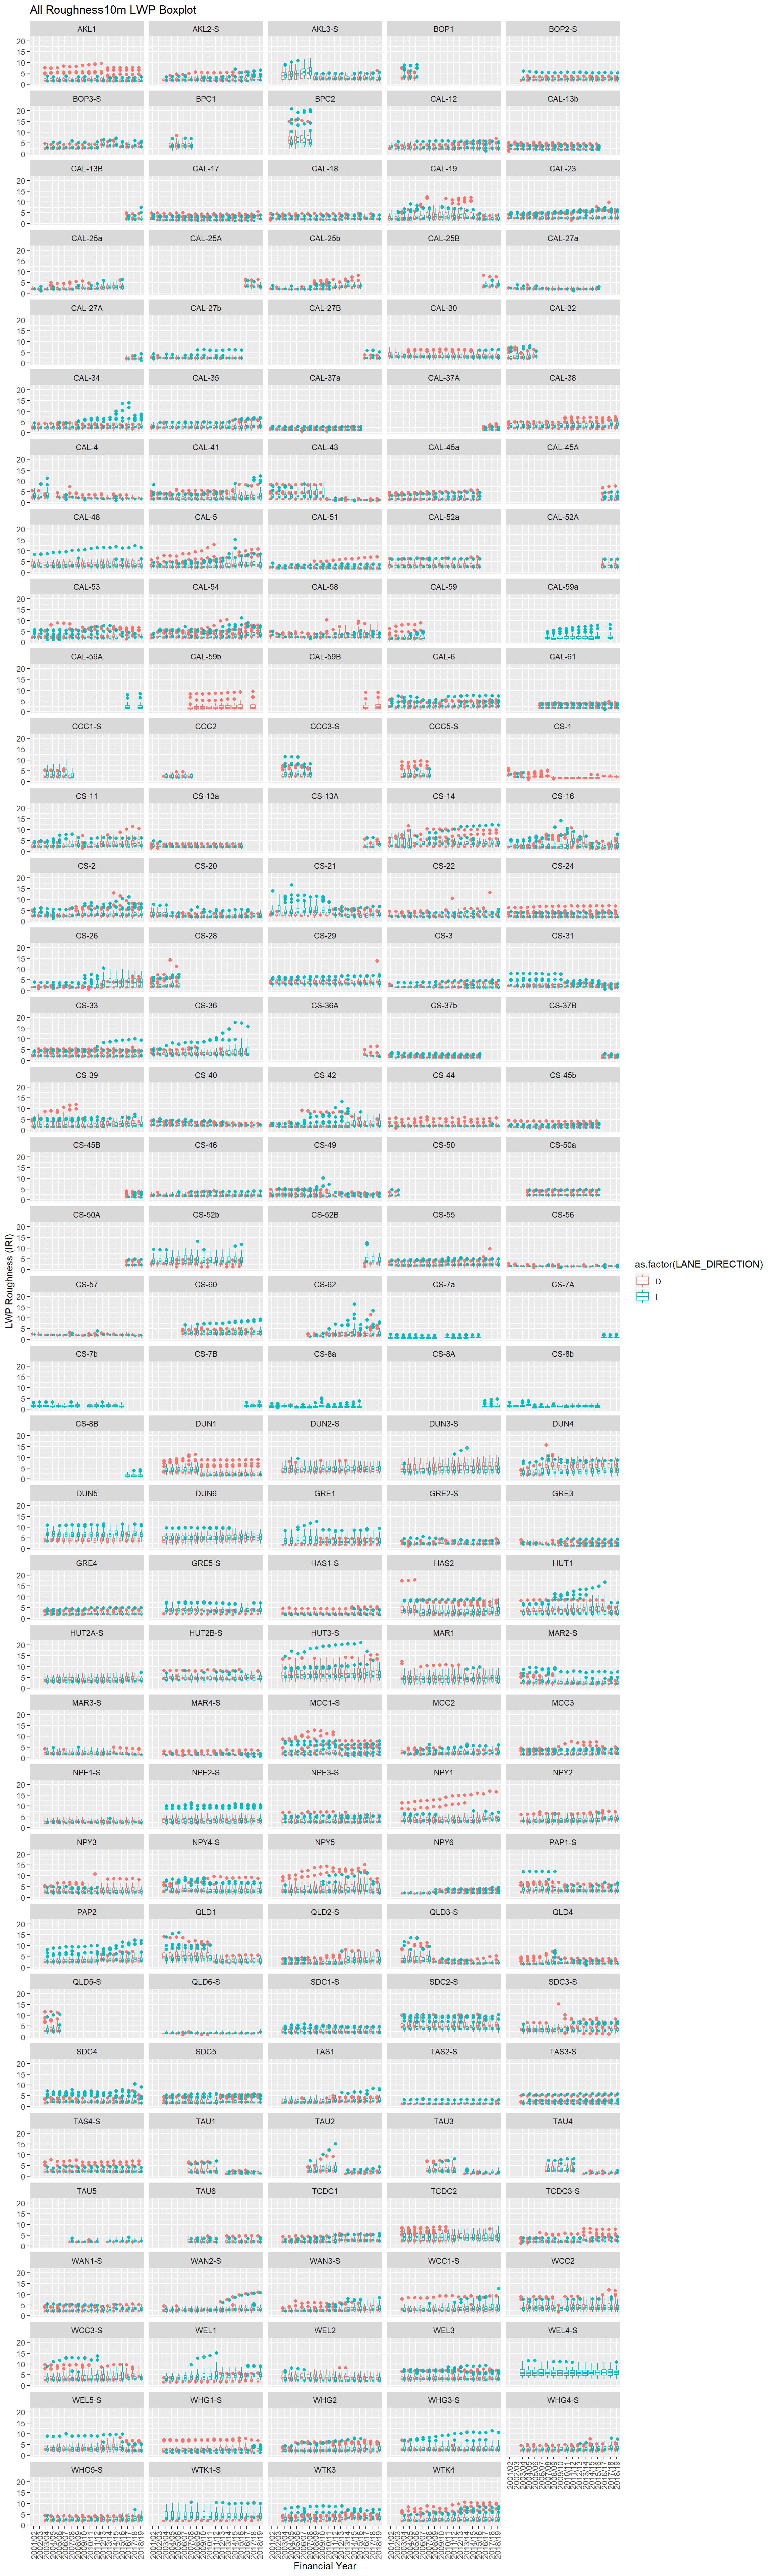 All Roughness10m LWP Boxplot
AKL1 AKL2-S AKL3-S BOP1 BOP2-S
BOP3-S BPC1 BPC2 CAL-12 CAL-13b
CAL-13B CAL-17 CAL-18 CAL-19 CAL-23
CAL-25a CAL-25A CAL-25b CAL-25B CAL-27a
CAL-27A CAL-27b CAL-27B CAL-30 CAL-32
CAL-34 CAL-35 CAL-37a CAL-37A CAL-38
CAL-4 CAL-41 CAL-43 CAL-45a CAL-45A
CAL-48 CAL-5 CAL-51 CAL-52a CAL-52A
CAL-53 CAL-54 CAL-58 CAL-59 CAL-59a
CAL-59A CAL-59b CAL-59B CAL-6 CAL-61
CCC1-S CCC2 CCC3-S CCC5-S CS-1
CS-11 CS-13a CS-13A CS-14 CS-16
CS-2 CS-20 CS-21 CS-22 CS-24
CS-26 CS-28 CS-29 CS-3 CS-31
CS-33 CS-36 CS-36A CS-37b CS-37B
CS-39 CS-40 CS-42 CS-44 CS-45b
CS-45B CS-46 CS-49 CS-50 CS-50a
CS-50A CS-52b CS-52B CS-55 CS-56
CS-57 CS-60 CS-62 CS-7a CS-7A
CS-7b CS-7B CS-8a CS-8A CS-8b
CS-8B DUN1 DUN2-S DUN3-S DUN4
DUN5 DUN6 GRE1 GRE2-S GRE3
GRE4 GRE5-S HAS1-S HAS2 HUT1
HUT2A-S HUT2B-S HUT3-S MAR1 MAR2-S
MAR3-S MAR4-S MCC1-S MCC2 MCC3
NPE1-S NPE2-S NPE3-S NPY1 NPY2
NPY3 NPY4-S NPY5 NPY6 PAP1-S
PAP2 QLD1 QLD2-S QLD3-S QLD4
QLD5-S QLD6-S SDC1-S SDC2-S SDC3-S
SDC4 SDC5 TAS1 TAS2-S TAS3-S
TAS4-S TAU1 TAU2 TAU3 TAU4
TAU5 TAU6 TCDC1 TCDC2 TCDC3-S
WAN1-S WAN2-S WAN3-S WCC1-S WCC2
WCC3-S WEL1 WEL2 WEL3 WEL4-S
WEL5-S WHG1-S WHG2 WHG3-S WHG4-S
WHG5-S WTK1-S WTK3 WTK4
20
15
10
5
0
LWP Roughness (IRI)
2001/02
2002/03
2003/04
2004/05
2005/06
2006/07
2007/08
2008/09
2009/10
2010/11
2011/12
2012/13
2013/14
2014/15
2015/16
2016/17
2017/18
2018/19
Financial Year
as.factor(LANE_DIRECTION)
D
I